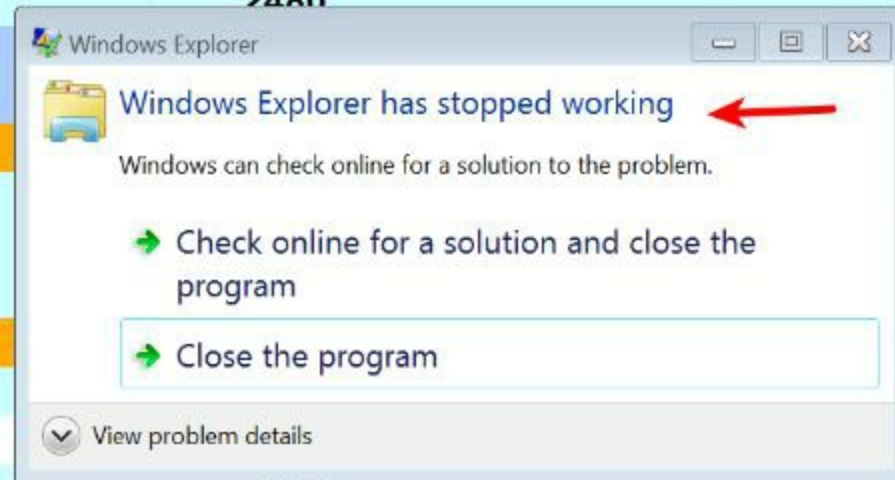 Windows Explorer
Windows Explorer has stopped working
Windows can check online for a solution to the problem.
Check online for a solution and close the
program
Close the program
View problem details